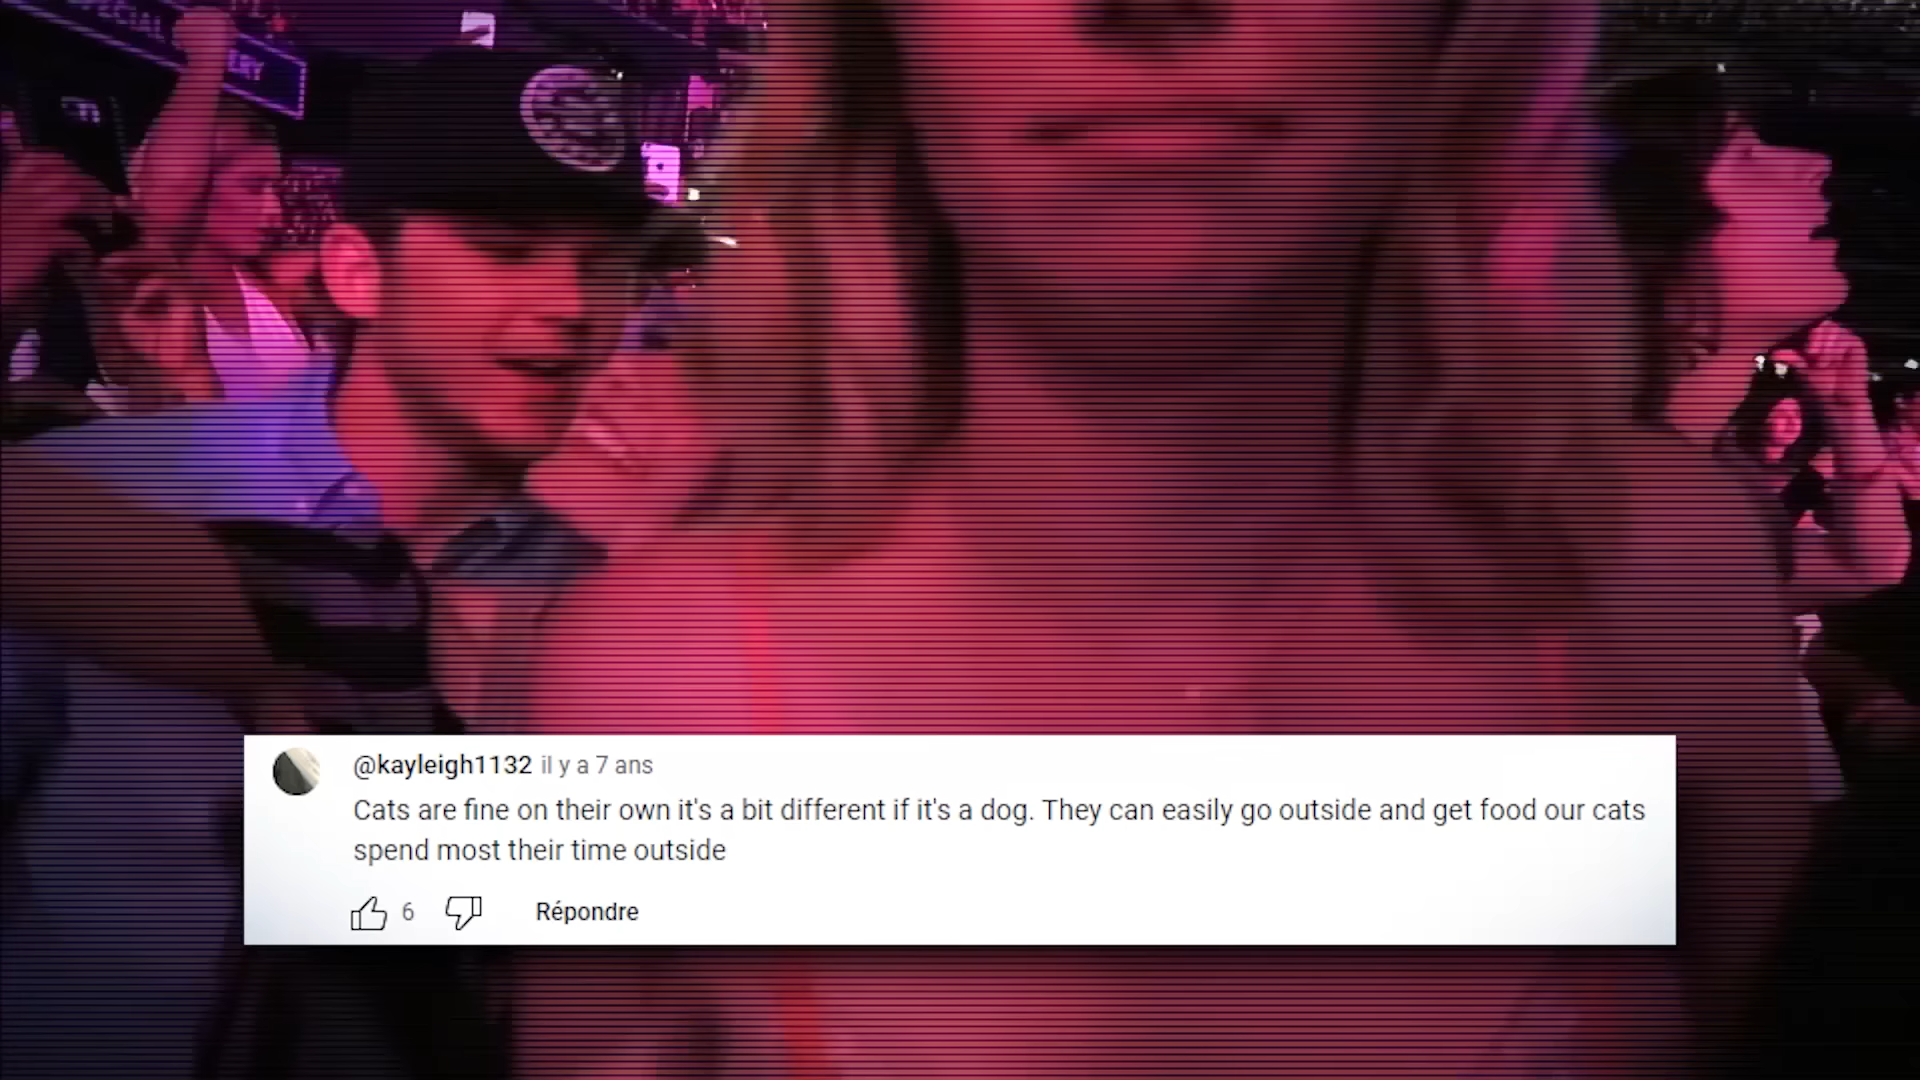 SPECIAL
@kayleigh1132 il y a 7 ans
Cats are fine on their own it's a bit different if it's a dog. They can easily go outside and get food our cats
spend most their time outside
6
Répondre